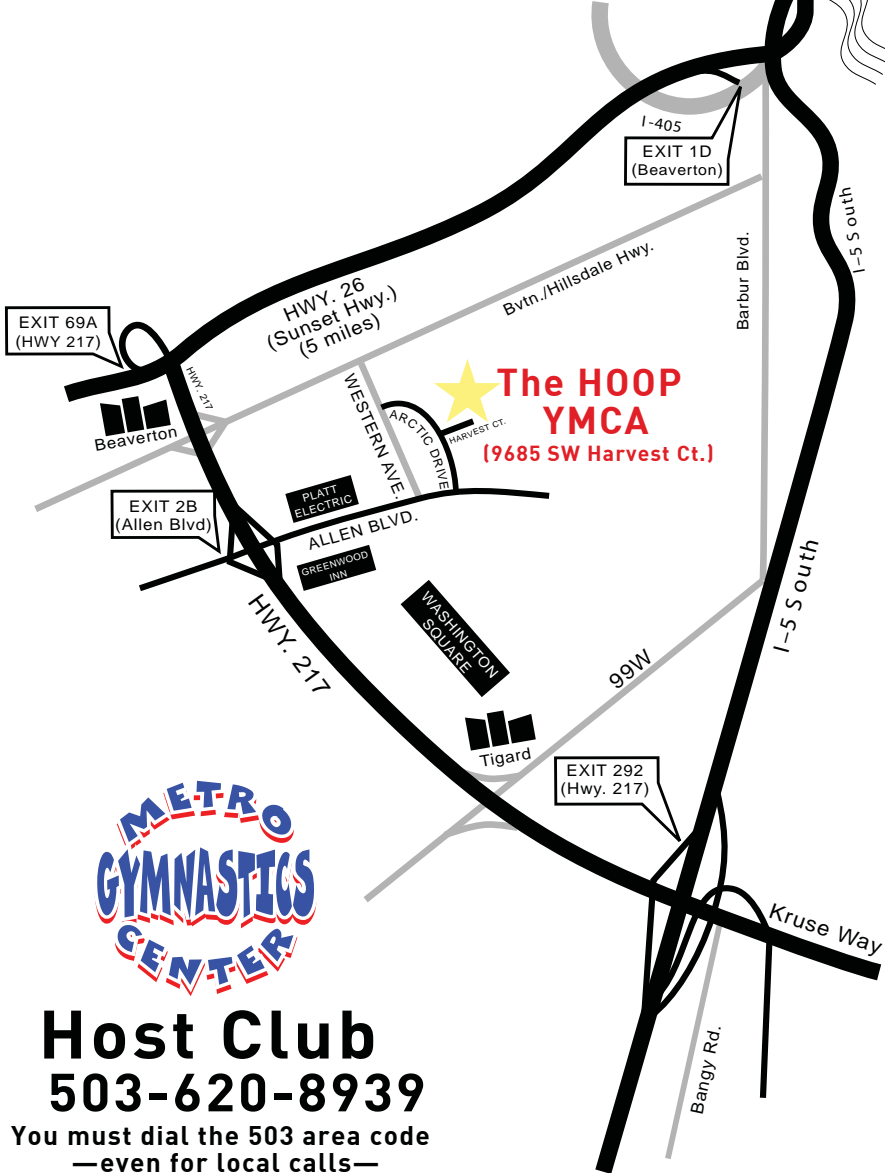 I-405
EXIT 1D
(Beaverton)
I-5 South
Barbur Blvd.
Bvtn./Hillsdale Hwy.
HWY. 26
(Sunset Hwy.)
(5 miles)
EXIT 69A
(HWY 217)
HWY. 217
Beaverton
The HOOP
YMCA
(9685 SW Harvest Ct.)
WESTERN AVE.
ARCTIC DRIVE
HARVEST CT.
PLATT
ELECTRIC
EXIT 2B
(Allen Blvd)
ALLEN BLVD.
GREENWOOD
INN
WASHINGTON
SQUARE
HWY. 217
I-5 South
99W
Tigard
EXIT 292
(Hwy. 217)
Kruse Way
Bangy Rd.
METRO
GYMNASTICS
CENTER
Host Club
503-620-8939
You must dial the 503 area code
—even for local calls—